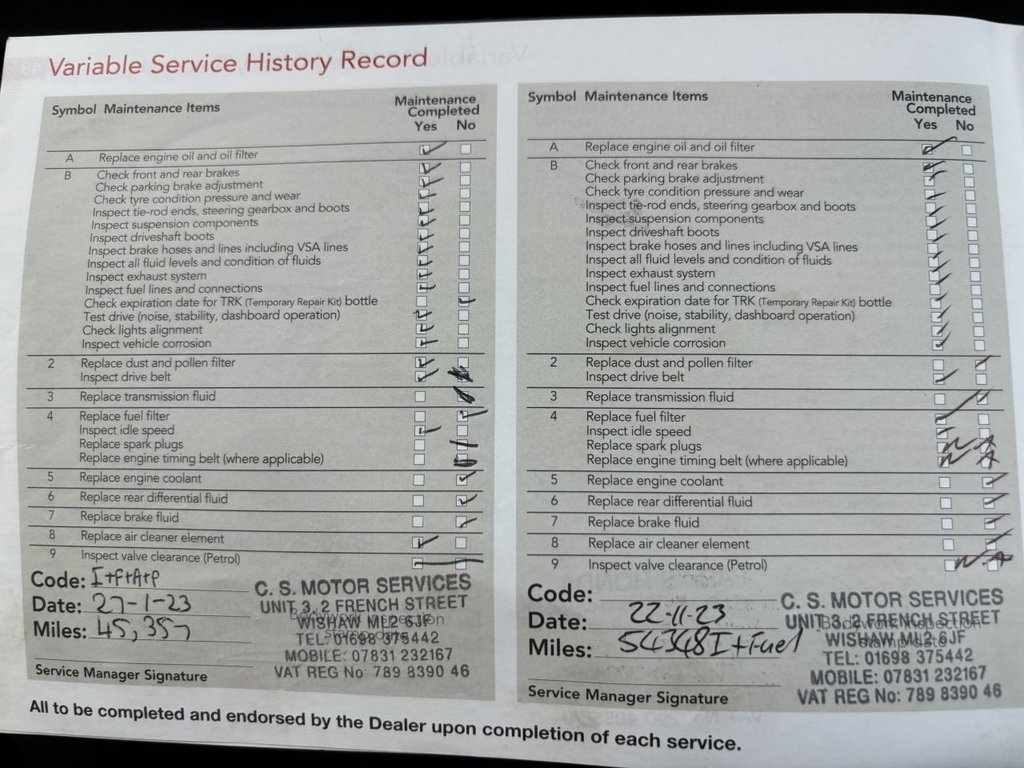 Variable Service History Record
Symbol Maintenance Items Maintenance Completed
Yes No
A Replace engine oil and oil filter
B Check front and rear brakes
Check parking brake adjustment
Check tyre condition pressure and wear
Inspect tie-rod ends, steering gearbox and boots
Inspect suspension components
Inspect driveshaft boots
Inspect brake hoses and lines including VSA lines
Inspect all fluid levels and condition of fluids
Inspect exhaust system
Inspect fuel lines and connections
Check expiration date for TRK (Temporary Repair Kit) bottle
Test drive (noise, stability, dashboard operation)
Check lights alignment
Inspect vehicle corrosion
2 Replace dust and pollen filter
Inspect drive belt
3 Replace transmission fluid
4 Replace fuel filter
Inspect idle speed
Replace spark plugs
Replace engine timing belt (where applicable)
5 Replace engine coolant
6 Replace rear differential fluid
7 Replace brake fluid
8 Replace air cleaner element
9 Inspect valve clearance (Petrol)
Code: I+F+A+P
Date: 27-1-23
Miles: 45,357
C. S. MOTOR SERVICES
UNIT 3, 2 FRENCH STREET
WISHAW ML2 6JF
TEL: 01698 375442
MOBILE: 07831 232167
VAT REG No: 789 8390 46
Service Manager Signature
Symbol Maintenance Items Maintenance Completed
Yes No
A Replace engine oil and oil filter
B Check front and rear brakes
Check parking brake adjustment
Check tyre condition pressure and wear
Inspect tie-rod ends, steering gearbox and boots
Inspect suspension components
Inspect driveshaft boots
Inspect brake hoses and lines including VSA lines
Inspect all fluid levels and condition of fluids
Inspect exhaust system
Inspect fuel lines and connections
Check expiration date for TRK (Temporary Repair Kit) bottle
Test drive (noise, stability, dashboard operation)
Check lights alignment
Inspect vehicle corrosion
2 Replace dust and pollen filter
Inspect drive belt
3 Replace transmission fluid
4 Replace fuel filter
Inspect idle speed
Replace spark plugs N A
Replace engine timing belt (where applicable) N A
5 Replace engine coolant
6 Replace rear differential fluid
7 Replace brake fluid
8 Replace air cleaner element
9 Inspect valve clearance (Petrol) N A
Code:
Date: 22-11-23
Miles: 54348 I+Fuel
C. S. MOTOR SERVICES
UNIT 3, 2 FRENCH STREET
WISHAW ML2 6JF
TEL: 01698 375442
MOBILE: 07831 232167
VAT REG No: 789 8390 46
Service Manager Signature
All to be completed and endorsed by the Dealer upon completion of each service.